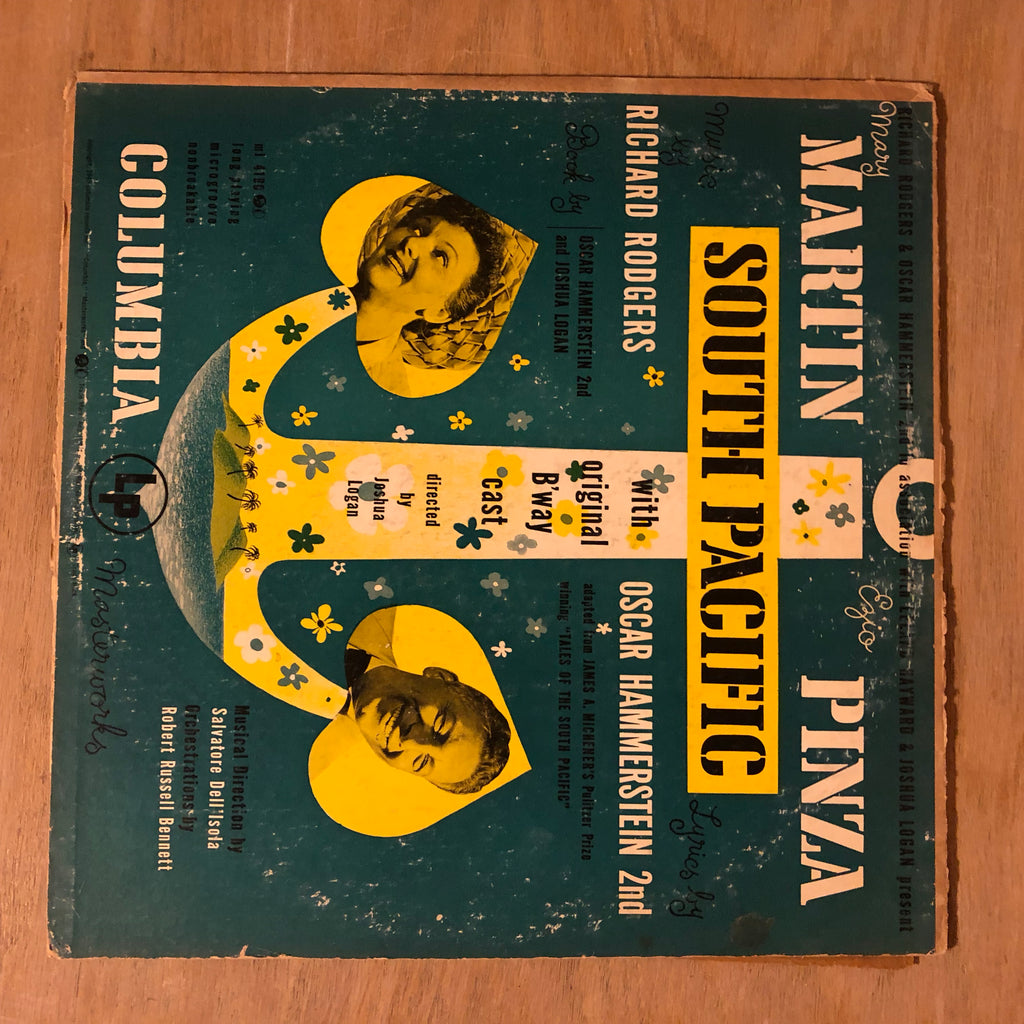 RICHARD RODGERS & OSCAR HAMMERSTEIN 2nd in association with LELAND HAYWARD & JOSHUA LOGAN present
Mary
MARTIN
Ezio
PINZA
SOUTH PACIFIC
Music by
RICHARD RODGERS
Lyrics by
OSCAR HAMMERSTEIN 2nd
Book by
OSCAR HAMMERSTEIN 2nd
and JOSHUA LOGAN
adapted from JAMES A. MICHENER'S Pulitzer Prize
winning "TALES OF THE SOUTH PACIFIC"
with
original
B'way
cast
directed
by
Joshua
Logan
ml 4180
long playing
microgroove
nonbreakable
Musical Direction by
Salvatore Dell'Isola
Orchestrations by
Robert Russell Bennett
COLUMBIA
Lp
Masterworks